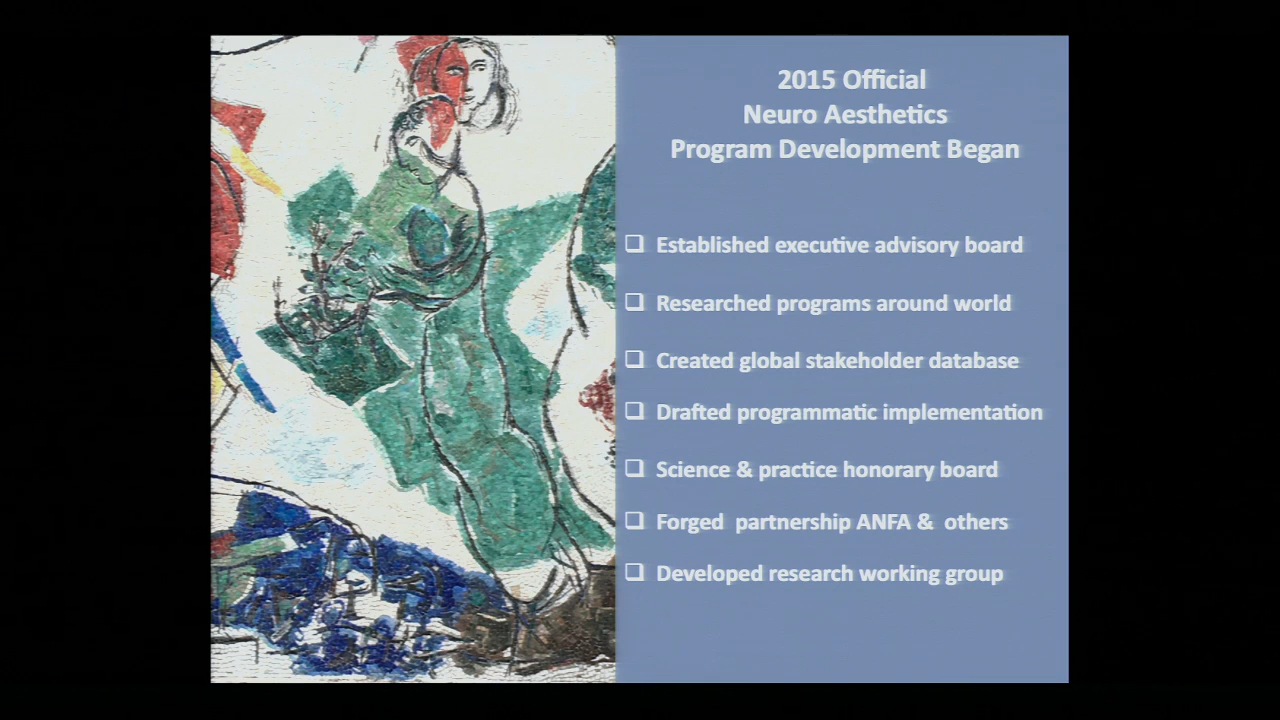 2015 Official
Neuro Aesthetics
Program Development Began
❑ Established executive advisory board
❑ Researched programs around world
❑ Created global stakeholder database
❑ Drafted programmatic implementation
❑ Science & practice honorary board
❑ Forged partnership ANFA & others
❑ Developed research working group